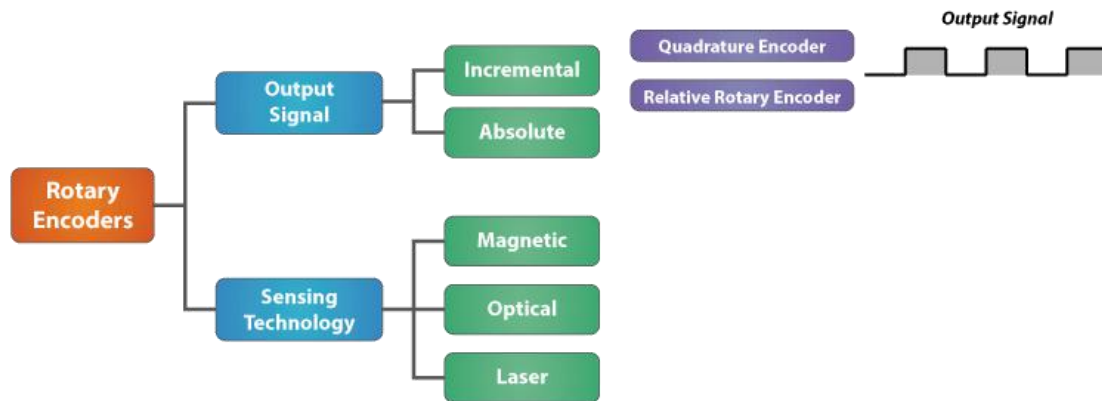 Output Signal
Quadrature Encoder
Incremental
Output
Signal
Relative Rotary Encoder
Absolute
Rotary
Encoders
Magnetic
Sensing
Technology
Optical
Laser